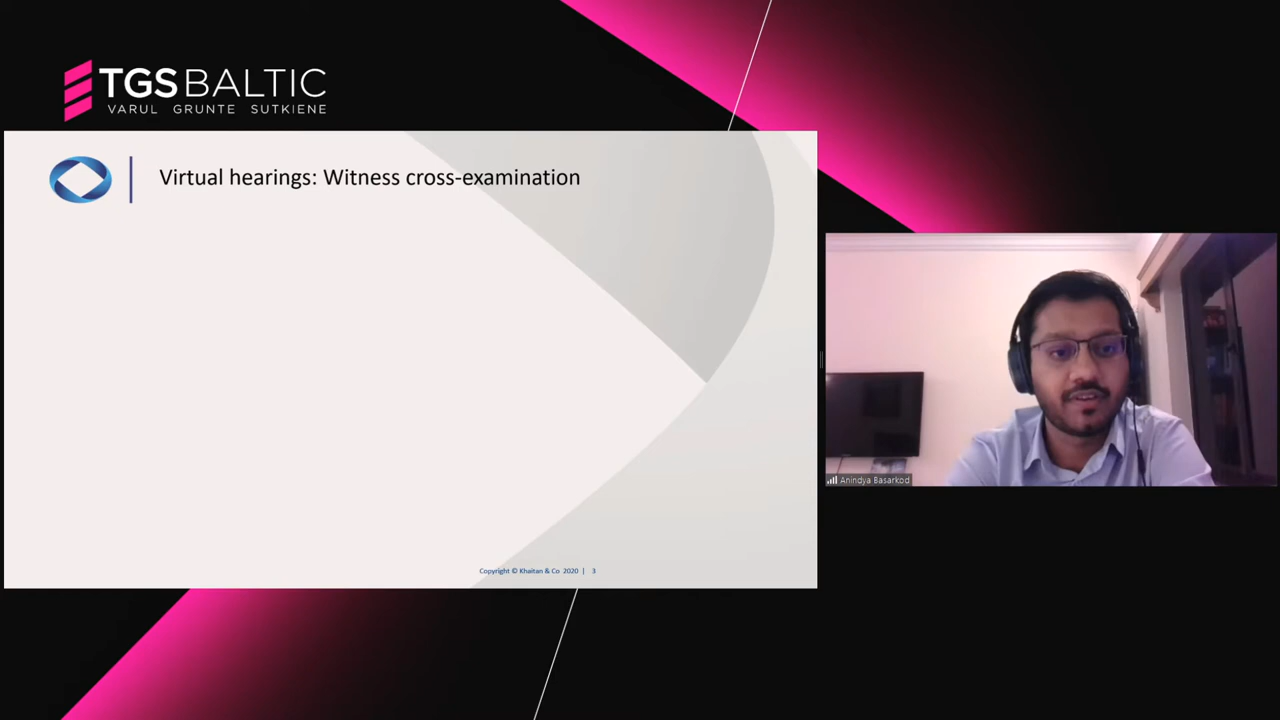 TGS BALTIC
VARUL GRUNTE SUTKIENE
Virtual hearings: Witness cross-examination
Anindya Basarkod
Copyright © Khaitan & Co 2020 | 3